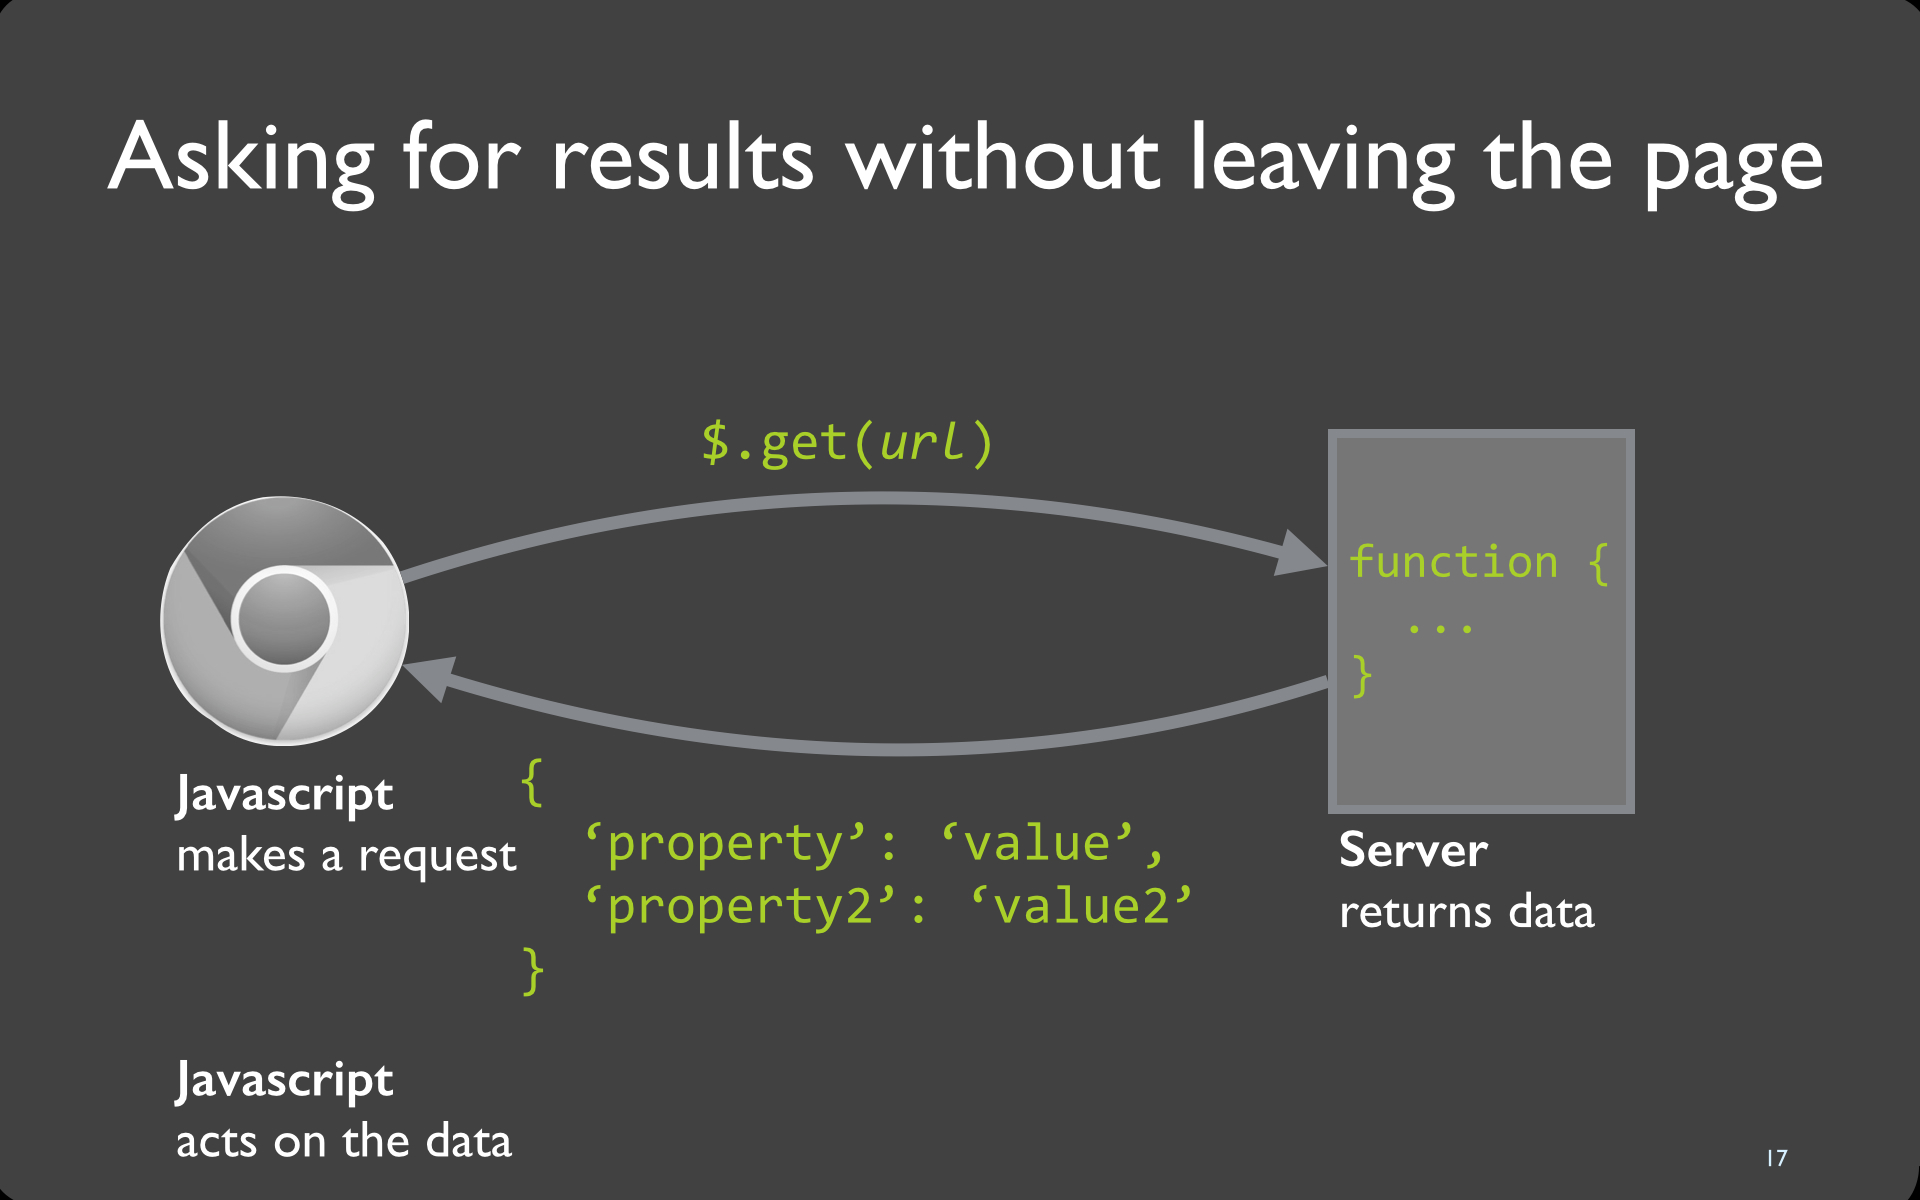 Asking for results without leaving the page
$.get(url)
function {
...
}
Javascript
makes a request
{
‘property’: ‘value’,
‘property2’: ‘value2’
}
Server
returns data
Javascript
acts on the data
17